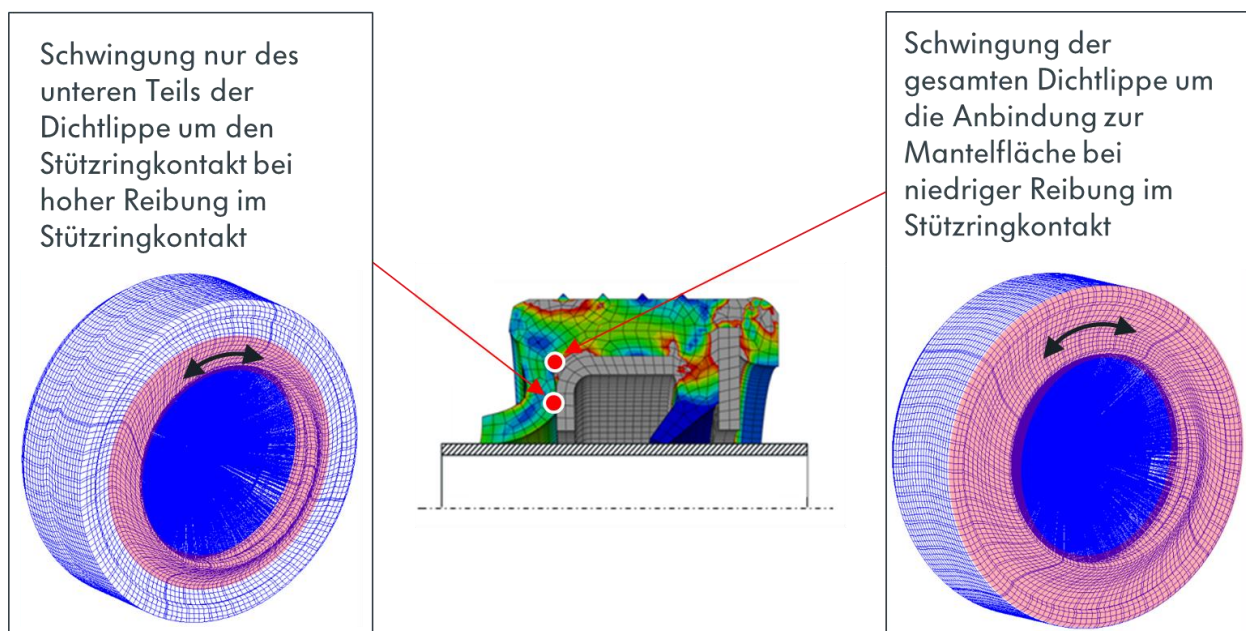 Schwingung nur des
unteren Teils der
Dichtlippe um den
Stützringkontakt bei
hoher Reibung im
Stützringkontakt
Schwingung der
gesamten Dichtlippe um
die Anbindung zur
Mantelfläche bei
niedriger Reibung im
Stützringkontakt